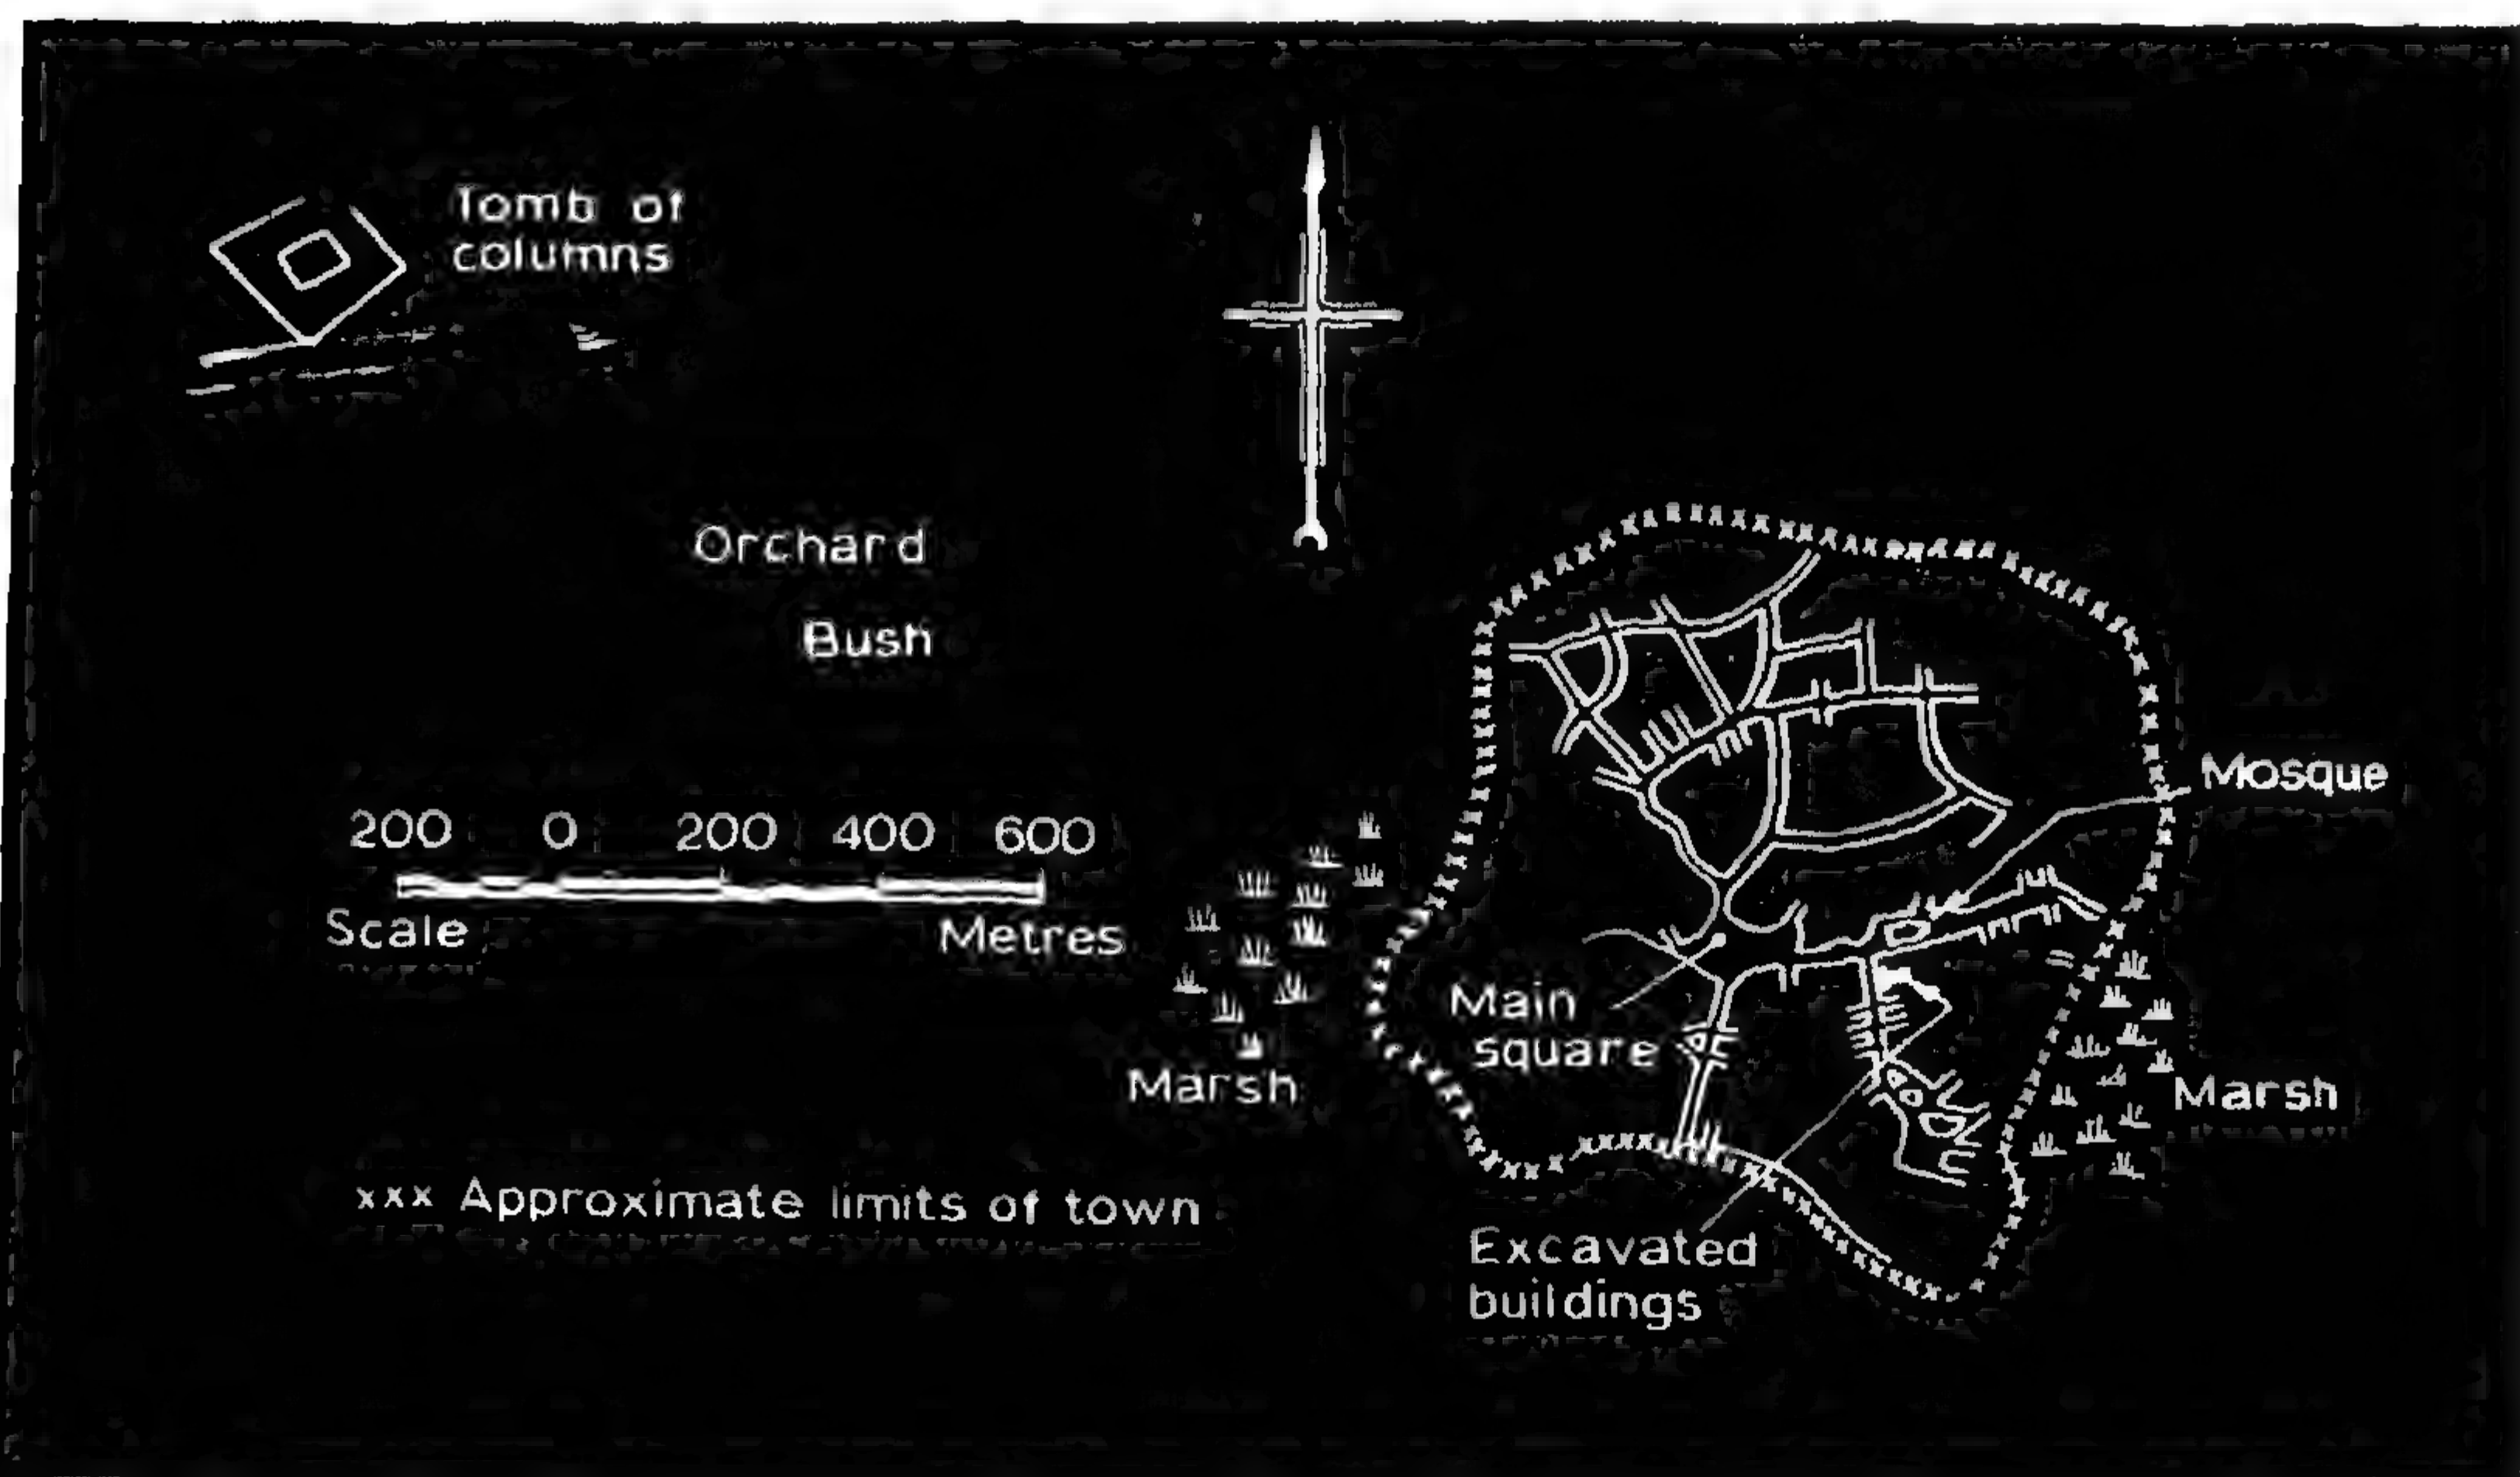 Tomb of
columns
Orchard
Bush
Mosque
200 0 200 400 600
Scale Metres
Main
square
Marsh
Marsh
xxx Approximate limits of town
Excavated
buildings